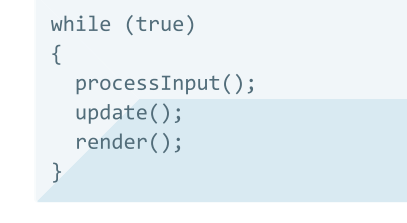 while (true)
{
  processInput();
  update();
  render();
}